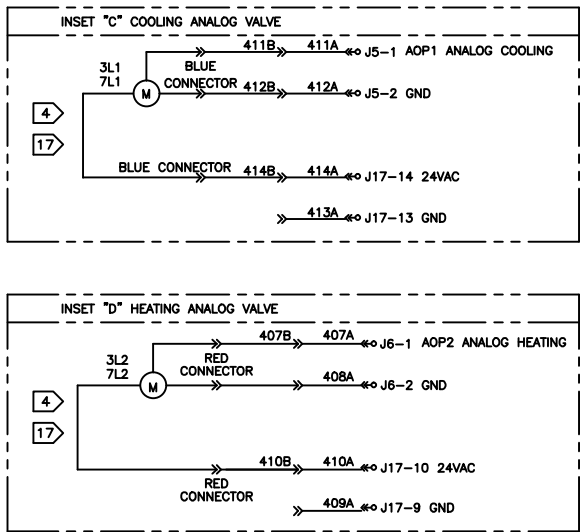 INSET "C" COOLING ANALOG VALVE
411B 411A J5-1 AOP1 ANALOG COOLING
3L1
7L1
BLUE
CONNECTOR
M
412B 412A J5-2 GND
4
17
BLUE CONNECTOR 414B 414A J17-14 24VAC
413A J17-13 GND
INSET "D" HEATING ANALOG VALVE
407B 407A J6-1 AOP2 ANALOG HEATING
3L2
7L2
RED
CONNECTOR
M
408A J6-2 GND
4
17
410B 410A J17-10 24VAC
RED
CONNECTOR
409A J17-9 GND